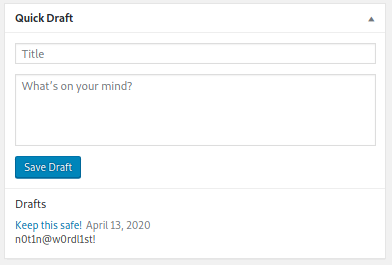 Quick Draft
Title
What's on your mind?
Save Draft
Drafts
Keep this safe! April 13, 2020
n0t1n@w0rdl1st!